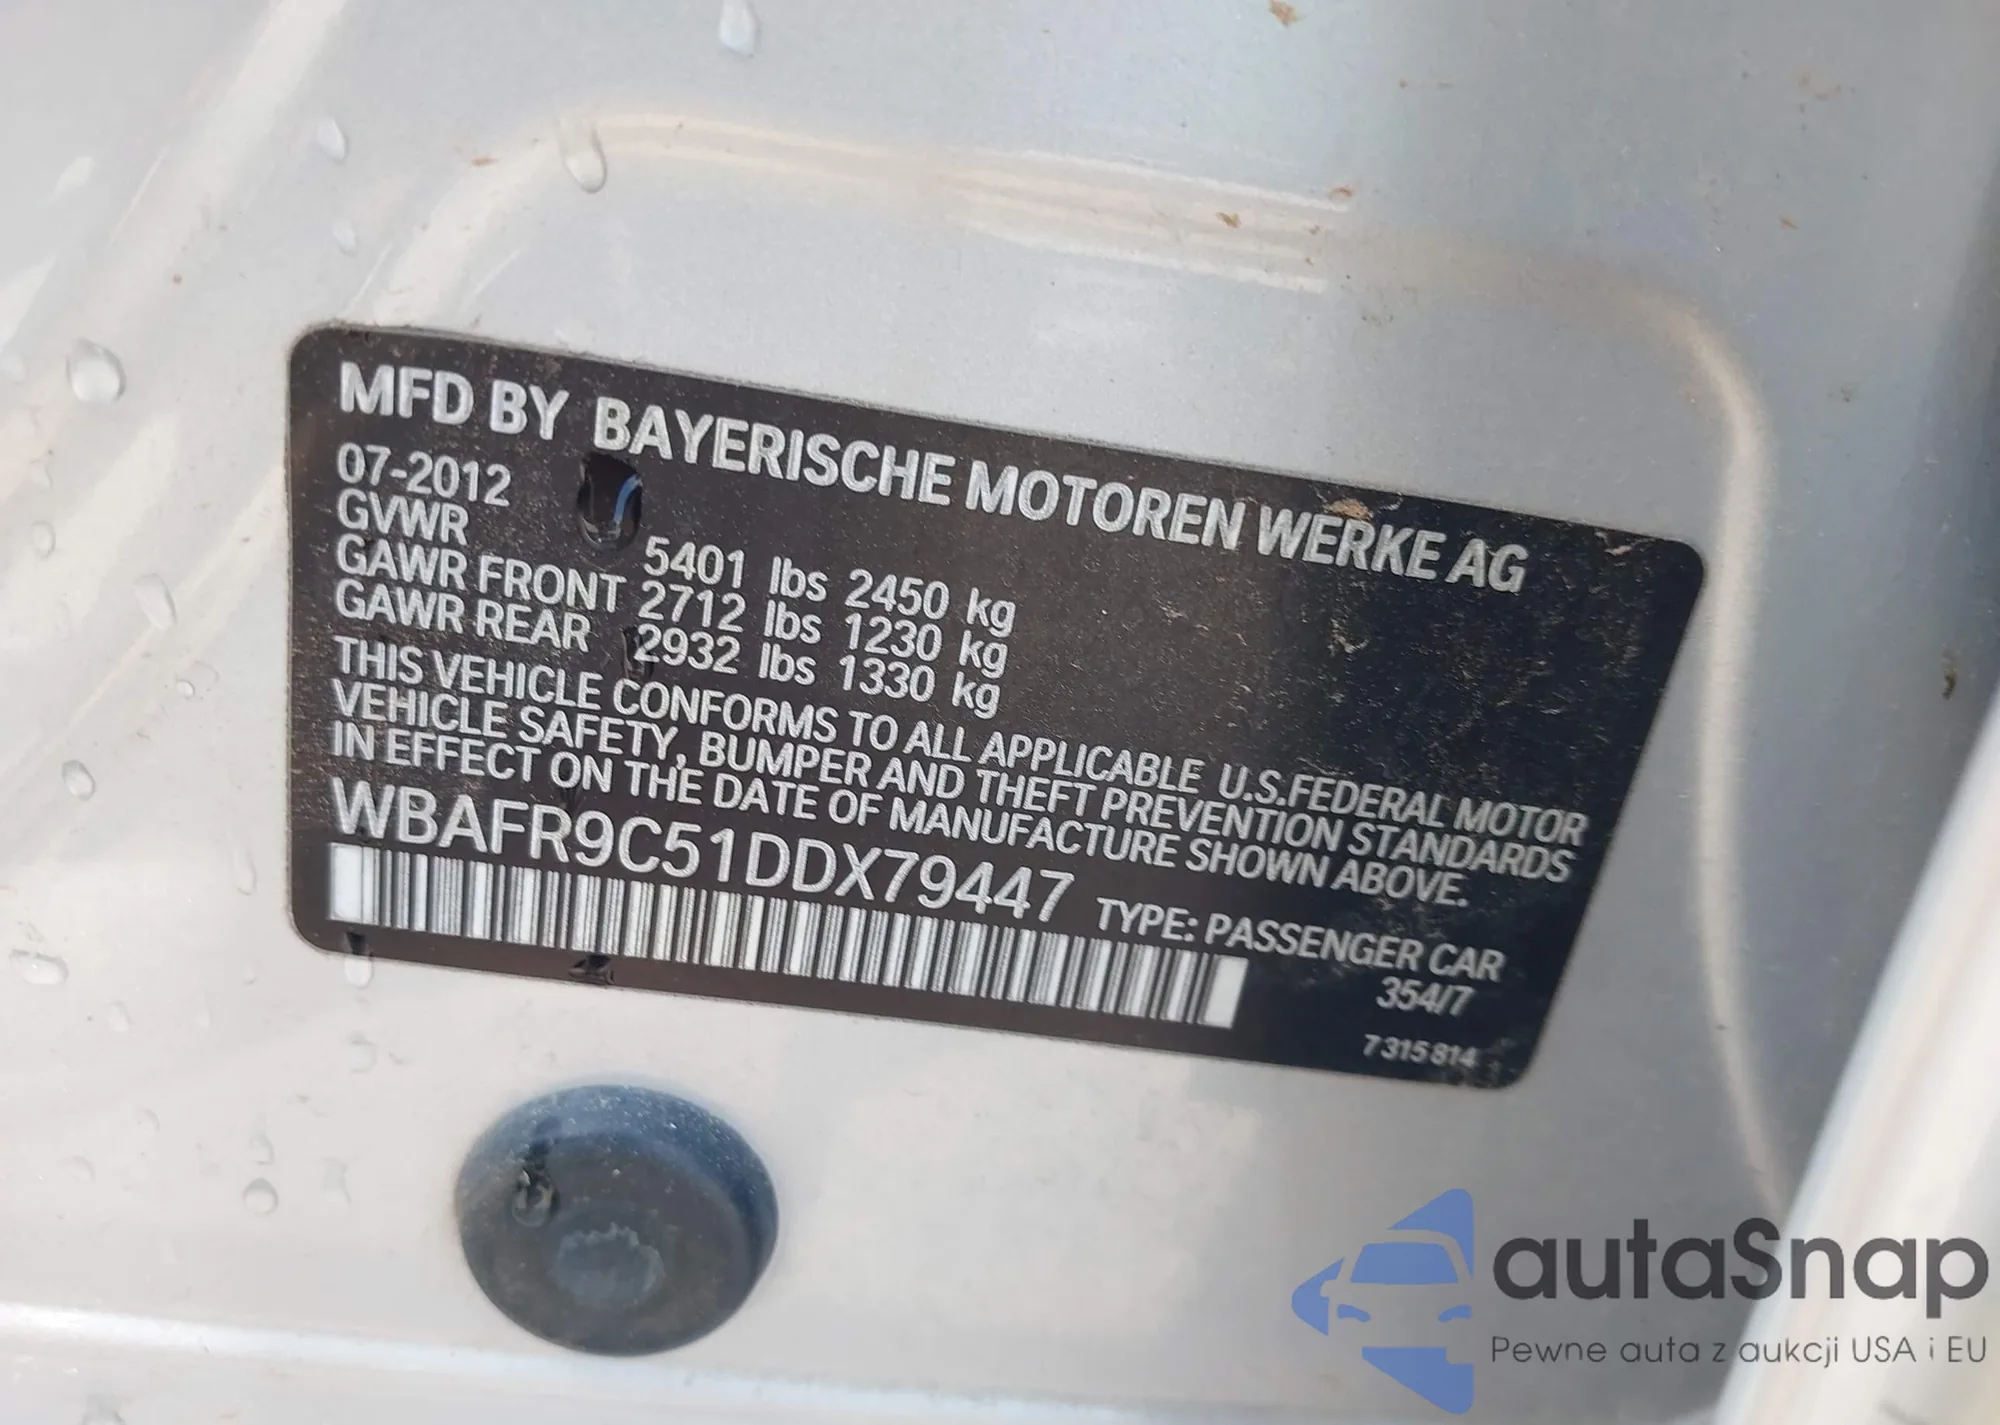 MFD BY BAYERISCHE MOTOREN WERKE AG
07-2012
GVWR 5401 lbs 2450 kg
GAWR FRONT 2712 lbs 1230 kg
GAWR REAR 2932 lbs 1330 kg
THIS VEHICLE CONFORMS TO ALL APPLICABLE U.S.FEDERAL MOTOR
VEHICLE SAFETY, BUMPER AND THEFT PREVENTION STANDARDS
IN EFFECT ON THE DATE OF MANUFACTURE SHOWN ABOVE.
WBAFR9C51DDX79447 TYPE: PASSENGER CAR
354/7
7 315 814
autaSnap
Pewne auta z aukcji USA i EU